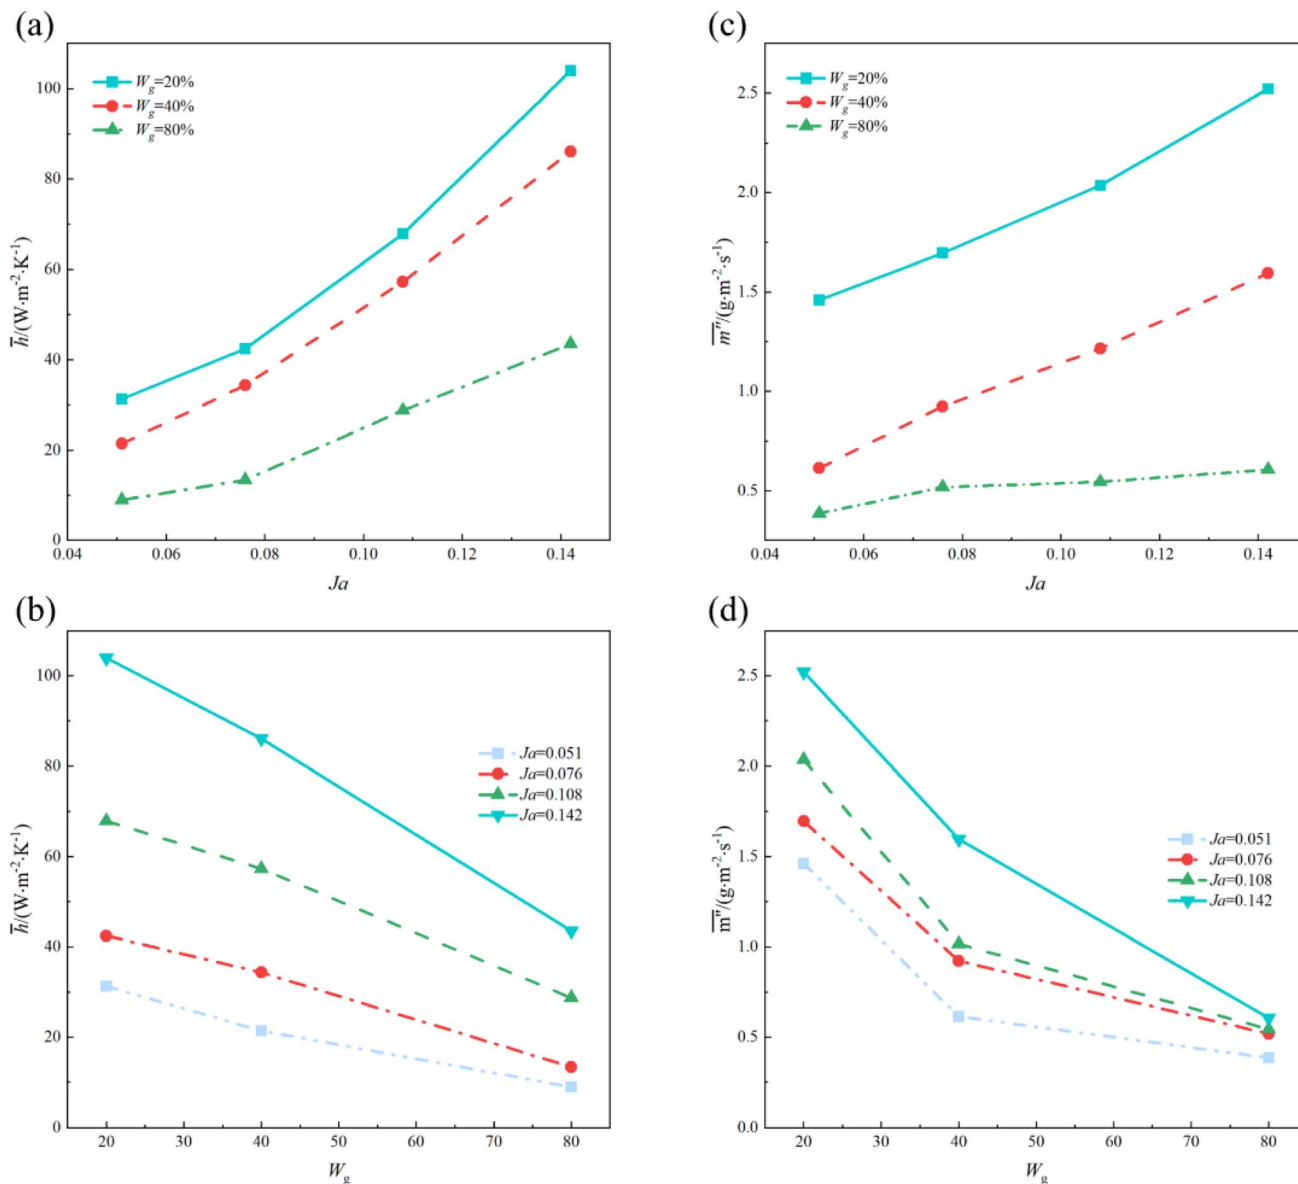 (a)
W_g=20%
W_g=40%
W_g=80%
100
80
60
40
20
0
h̅/(W·m⁻²·K⁻¹)
0.04 0.06 0.08 0.10 0.12 0.14
Ja
(c)
W_g=20%
W_g=40%
W_g=80%
2.5
2.0
1.5
1.0
0.5
m̅″/(g·m⁻²·s⁻¹)
0.04 0.06 0.08 0.10 0.12 0.14
Ja
(b)
Ja=0.051
Ja=0.076
Ja=0.108
Ja=0.142
100
80
60
40
20
0
h̅/(W·m⁻²·K⁻¹)
20 30 40 50 60 70 80
W_g
(d)
Ja=0.051
Ja=0.076
Ja=0.108
Ja=0.142
2.5
2.0
1.5
1.0
0.5
0.0
m̅″/(g·m⁻²·s⁻¹)
20 30 40 50 60 70 80
W_g